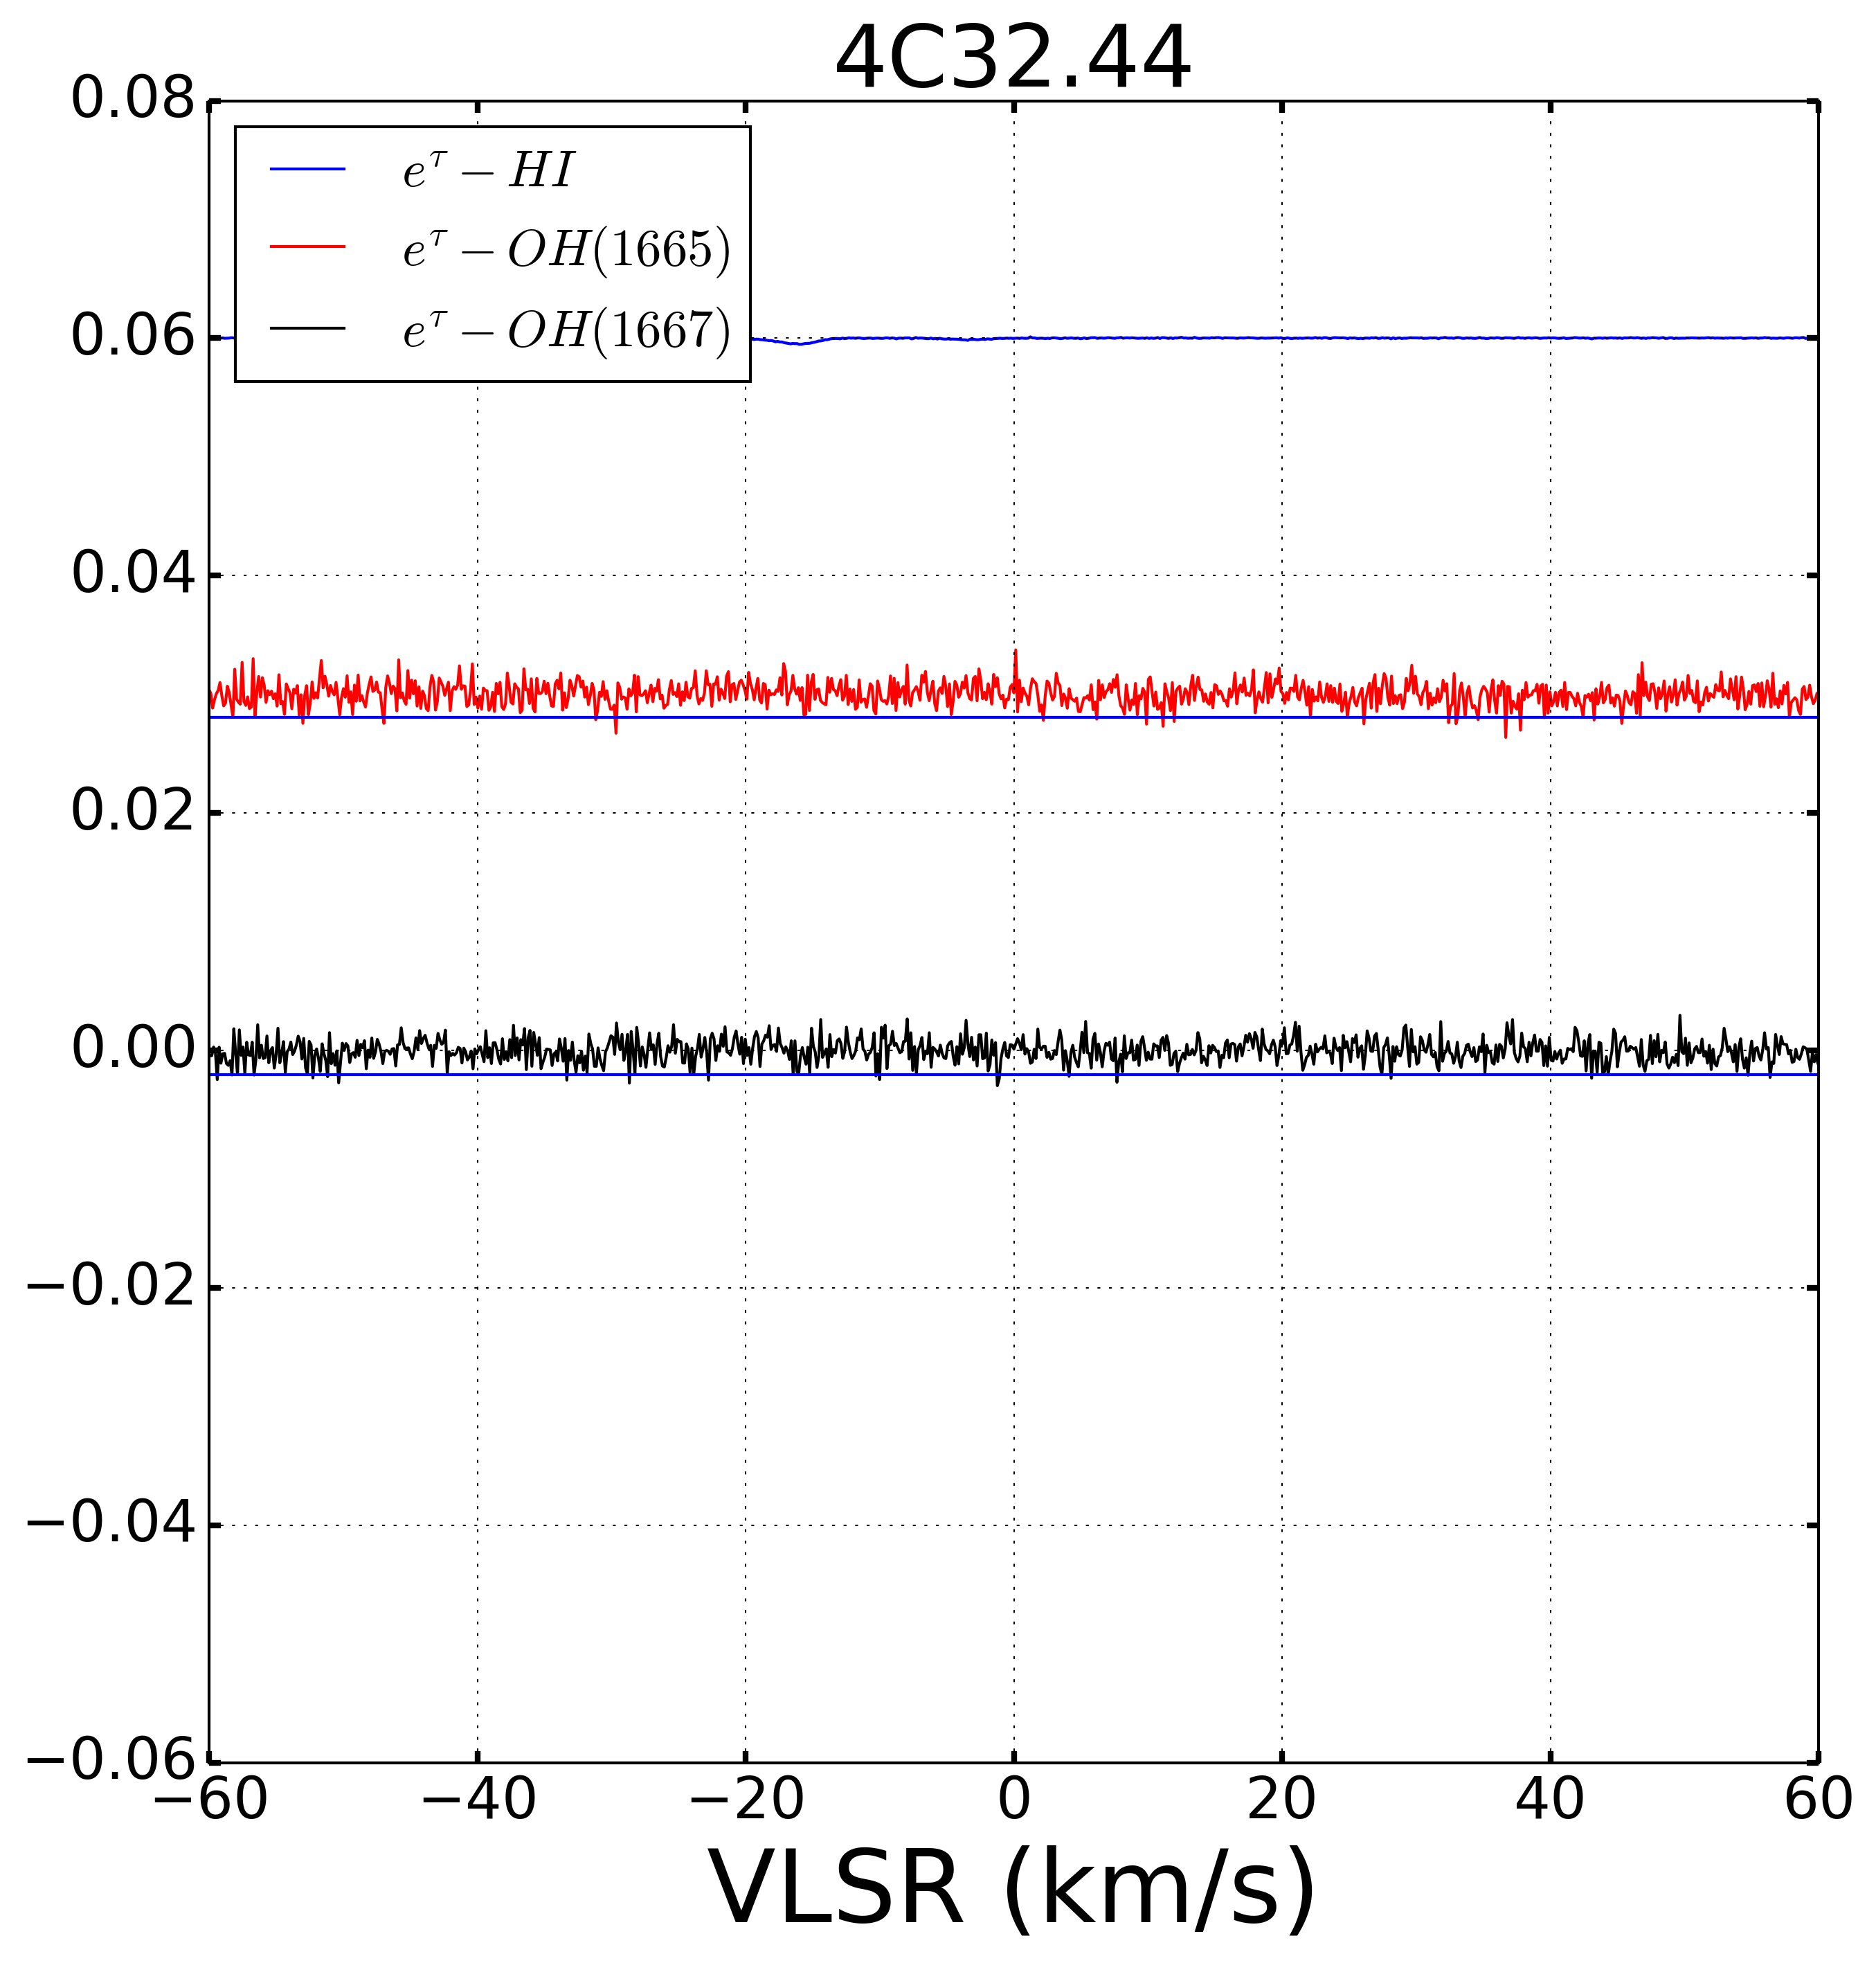 4C32.44
0.08
0.06
0.04
0.02
0.00
−0.02
−0.04
−0.06
e^τ − HI
e^τ − OH(1665)
e^τ − OH(1667)
−60 −40 −20 0 20 40 60
VLSR (km/s)